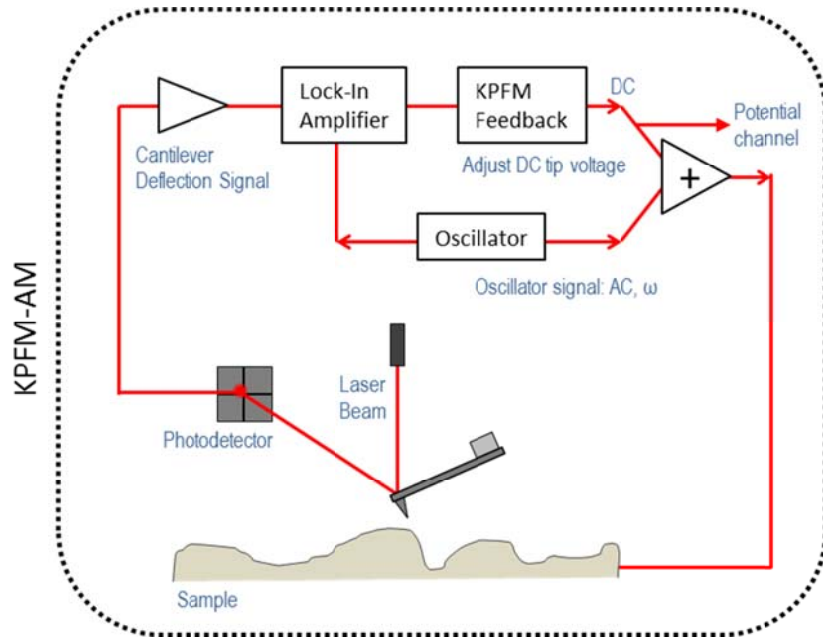 KPFM-AM
Lock-In
Amplifier
KPFM
Feedback
DC
Potential
channel
Cantilever
Deflection Signal
Adjust DC tip voltage
+
Oscillator
Oscillator signal: AC, ω
Laser
Beam
Photodetector
Sample